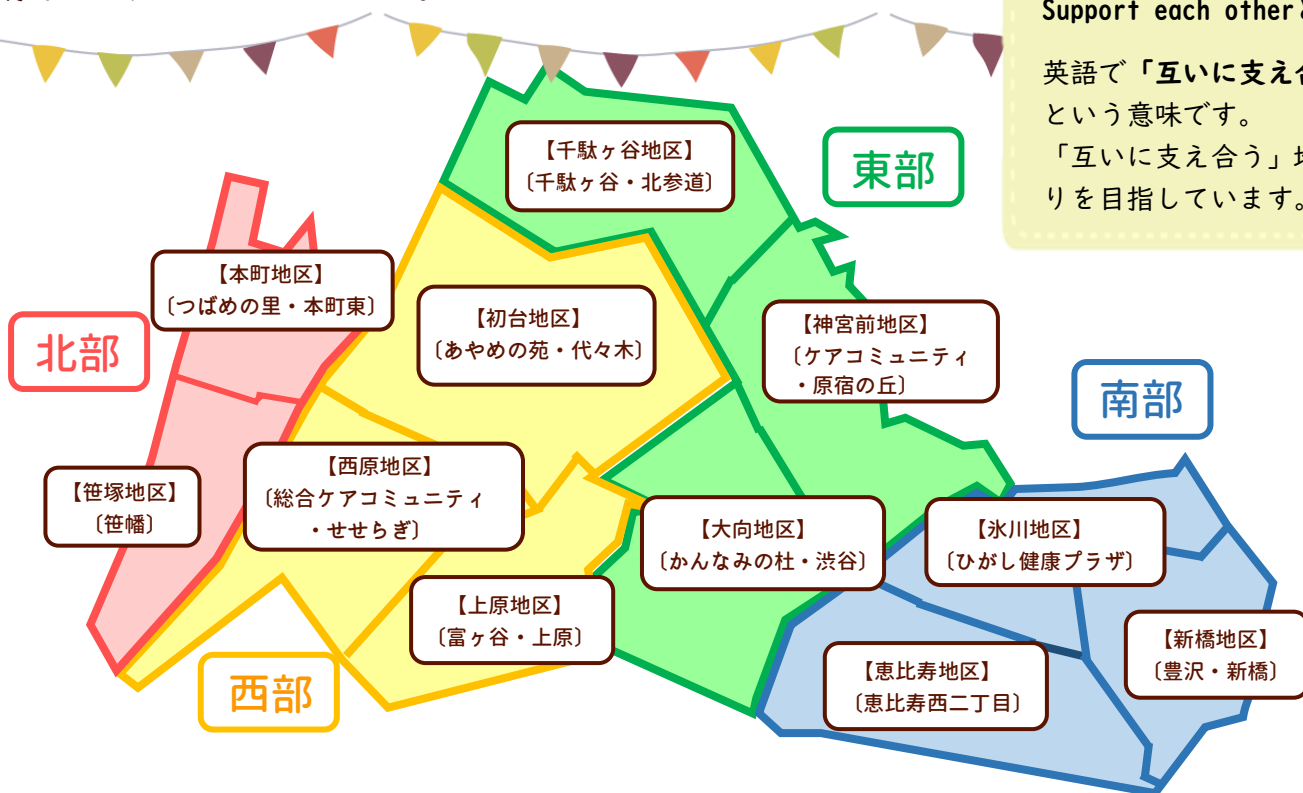 Support each other
英語で「互いに支え合
という意味です。
「互いに支え合う」
りを目指しています。
東部
【千駄ヶ谷地区】
〔千駄ヶ谷・北参道〕
【本町地区】
〔つばめの里・本町東〕
北部
【初台地区】
〔あやめの苑・代々木〕
【神宮前地区】
〔ケアコミュニティ
・原宿の丘〕
南部
【笹塚地区】
〔笹幡〕
【西原地区】
〔総合ケアコミュニティ
・せせらぎ〕
【大向地区】
〔かんなみの杜・渋谷〕
【氷川地区】
〔ひがし健康プラザ〕
【上原地区】
〔富ヶ谷・上原〕
【恵比寿地区】
〔恵比寿西二丁目〕
【新橋地区】
〔豊沢・新橋〕
西部